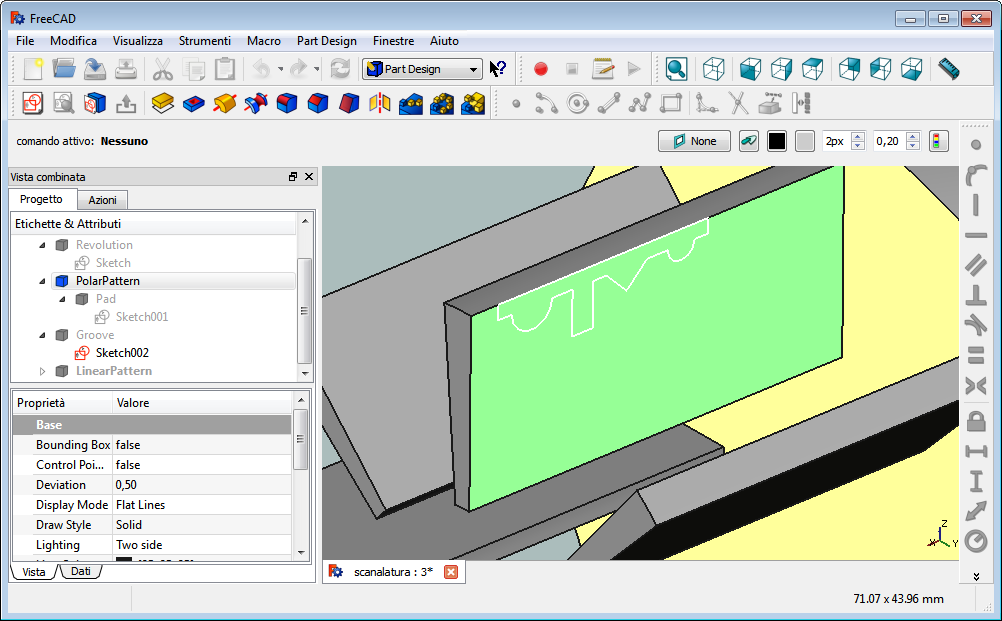 FreeCAD
File Modifica Visualizza Strumenti Macro Part Design Finestre Aiuto
Part Design
comando attivo: Nessuno
None
2px
0,20
Vista combinata
Progetto Azioni
Etichette & Attributi
Revolution
Sketch
PolarPattern
Pad
Sketch001
Groove
Sketch002
LinearPattern
Proprietà Valore
Base
Bounding Box false
Control Poi... false
Deviation 0,50
Display Mode Flat Lines
Draw Style Solid
Lighting Two side
Z
X Y
Vista Dati
scanalatura : 3*
71.07 x 43.96 mm